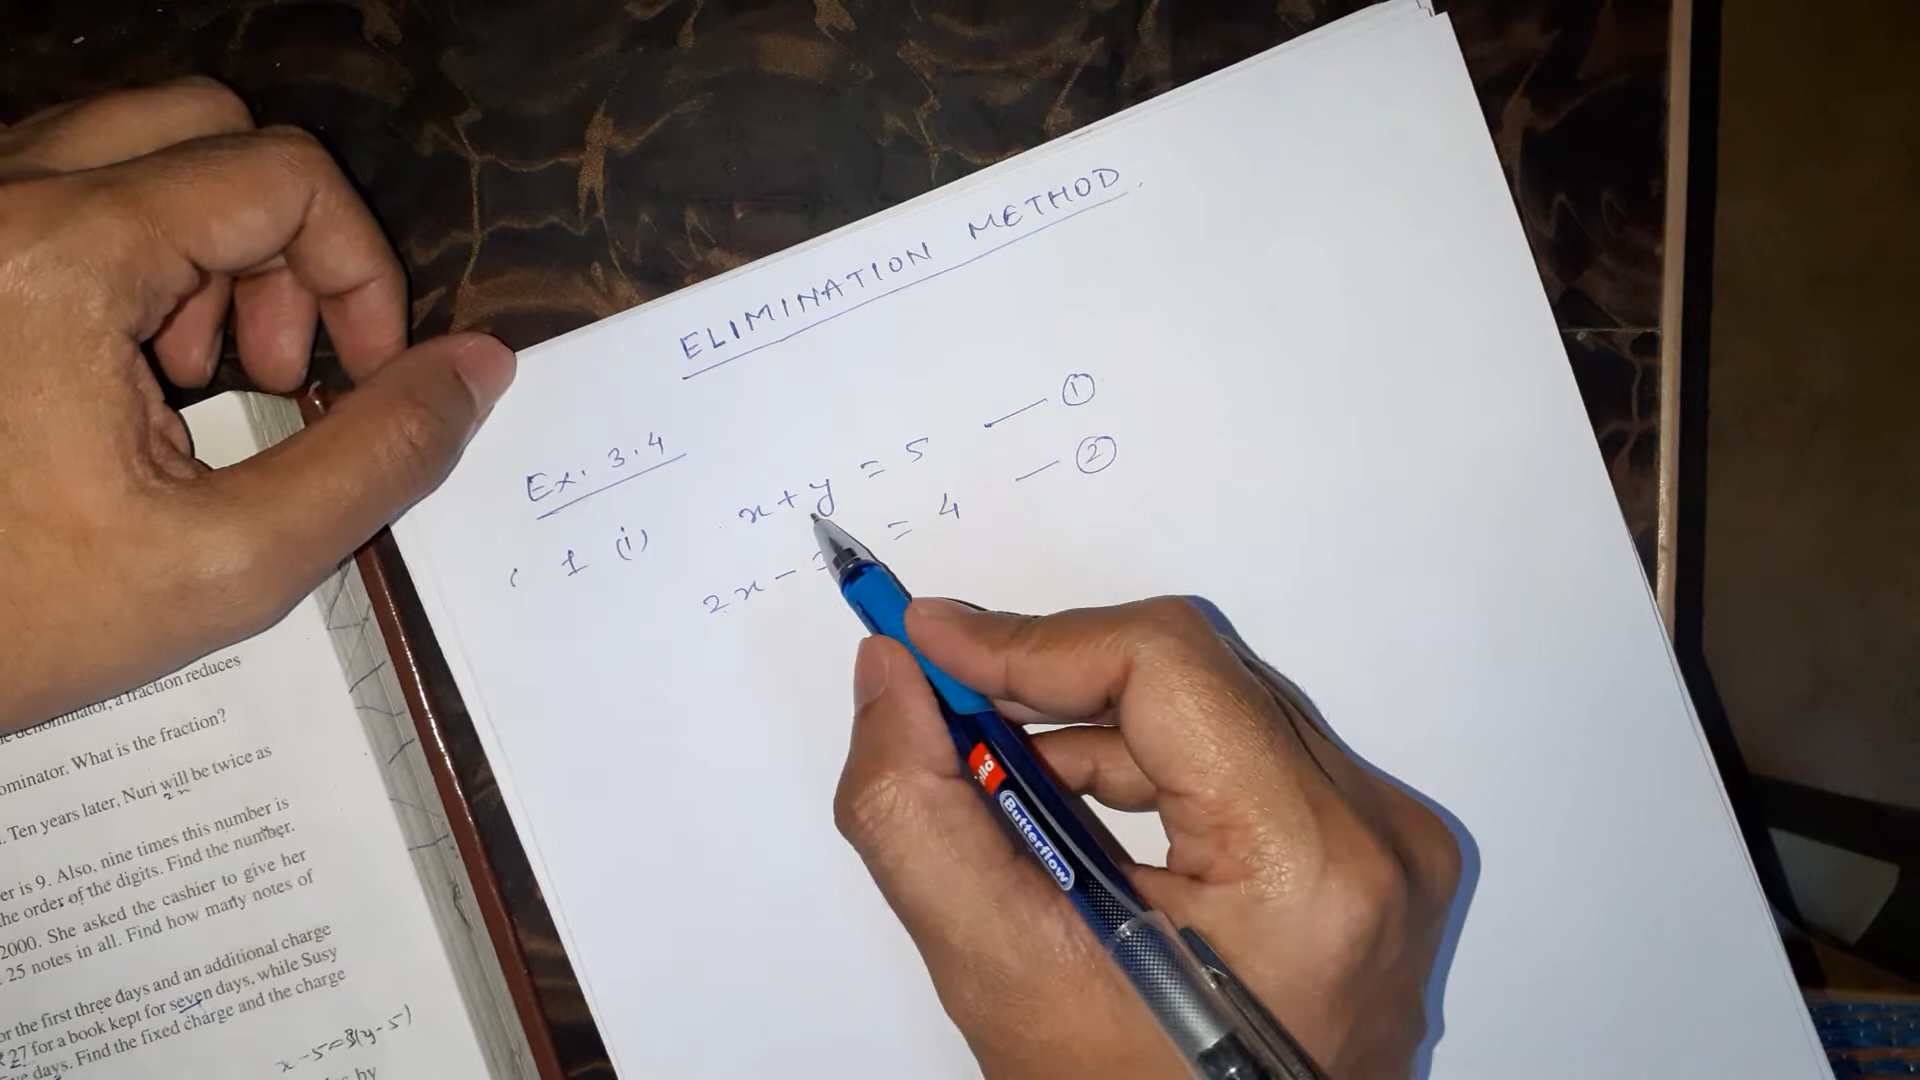 ELIMINATION METHOD.
Ex. 3.4
1 (i) x + y = 5 — ①
2x - = 4 — ②
Butterflow
denominator, a fraction reduces
ominator. What is the fraction?
. Ten years later, Nuri will be twice as
2x
er is 9. Also, nine times this number is
he order of the digits. Find the number.
2000. She asked the cashier to give her
25 notes in all. Find how many notes of
or the first three days and an additional charge
₹27 for a book kept for seven days, while Susy
days. Find the fixed charge and the charge
x - 5 = 3(y - 5)
by